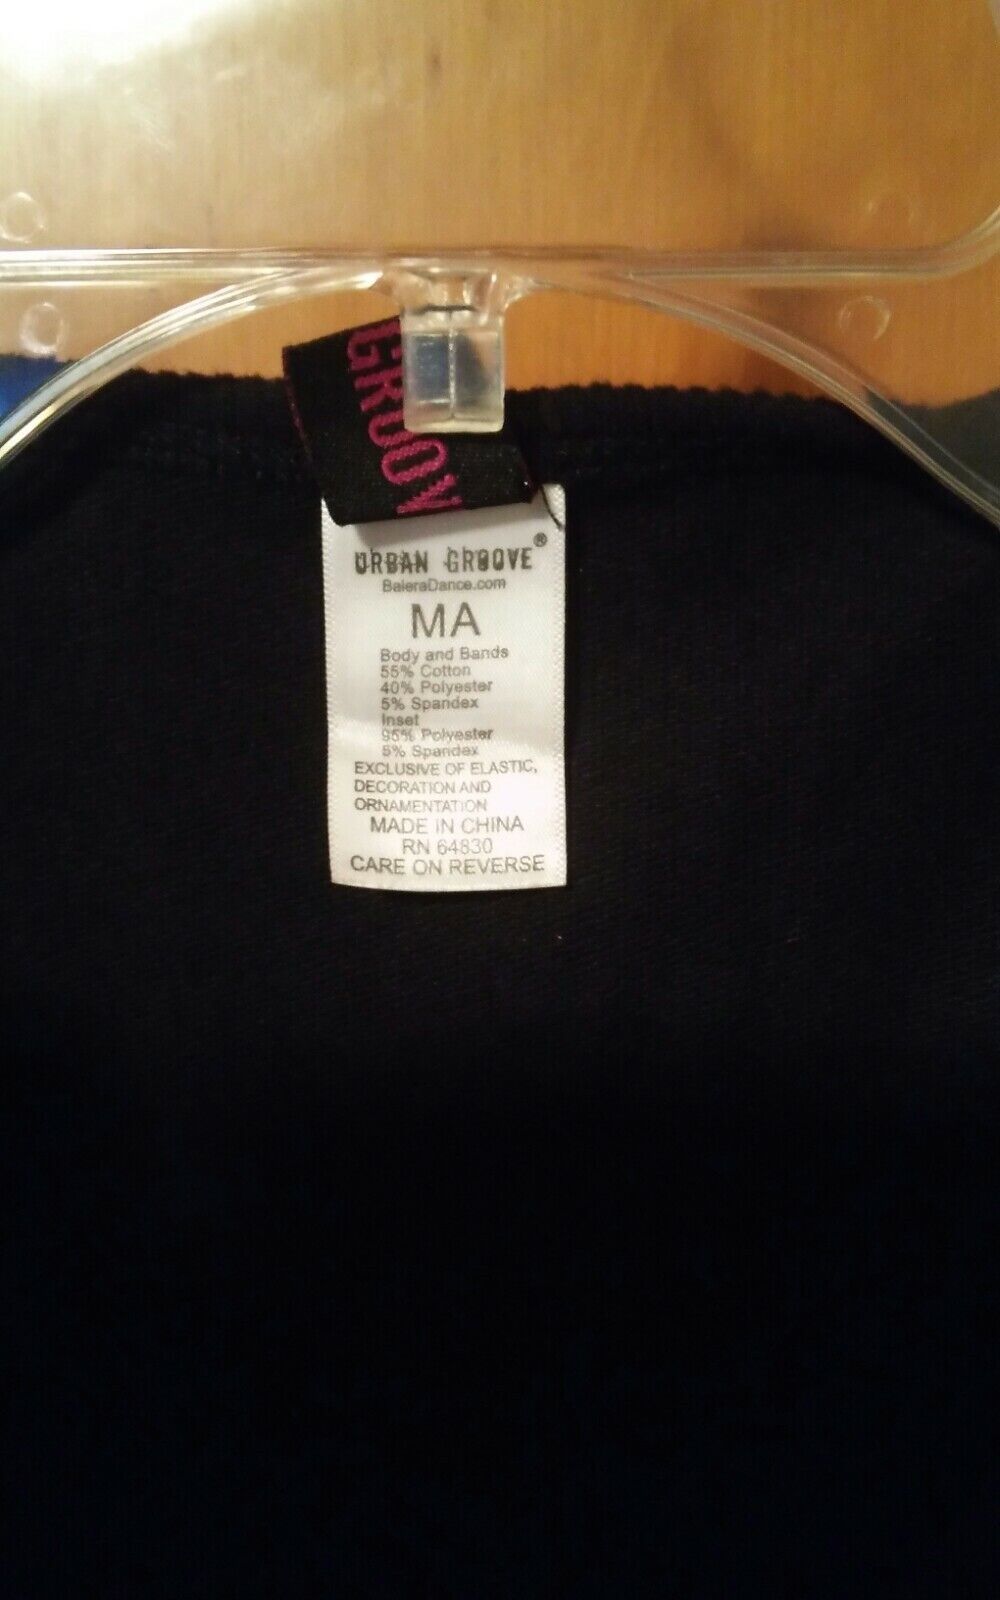 GROOV
URBAN GROOVE®
BaleraDance.com
MA
Body and Bands
55% Cotton
40% Polyester
5% Spandex
Inset
95% Polyester
5% Spandex
EXCLUSIVE OF ELASTIC,
DECORATION AND
ORNAMENTATION
MADE IN CHINA
RN 64830
CARE ON REVERSE